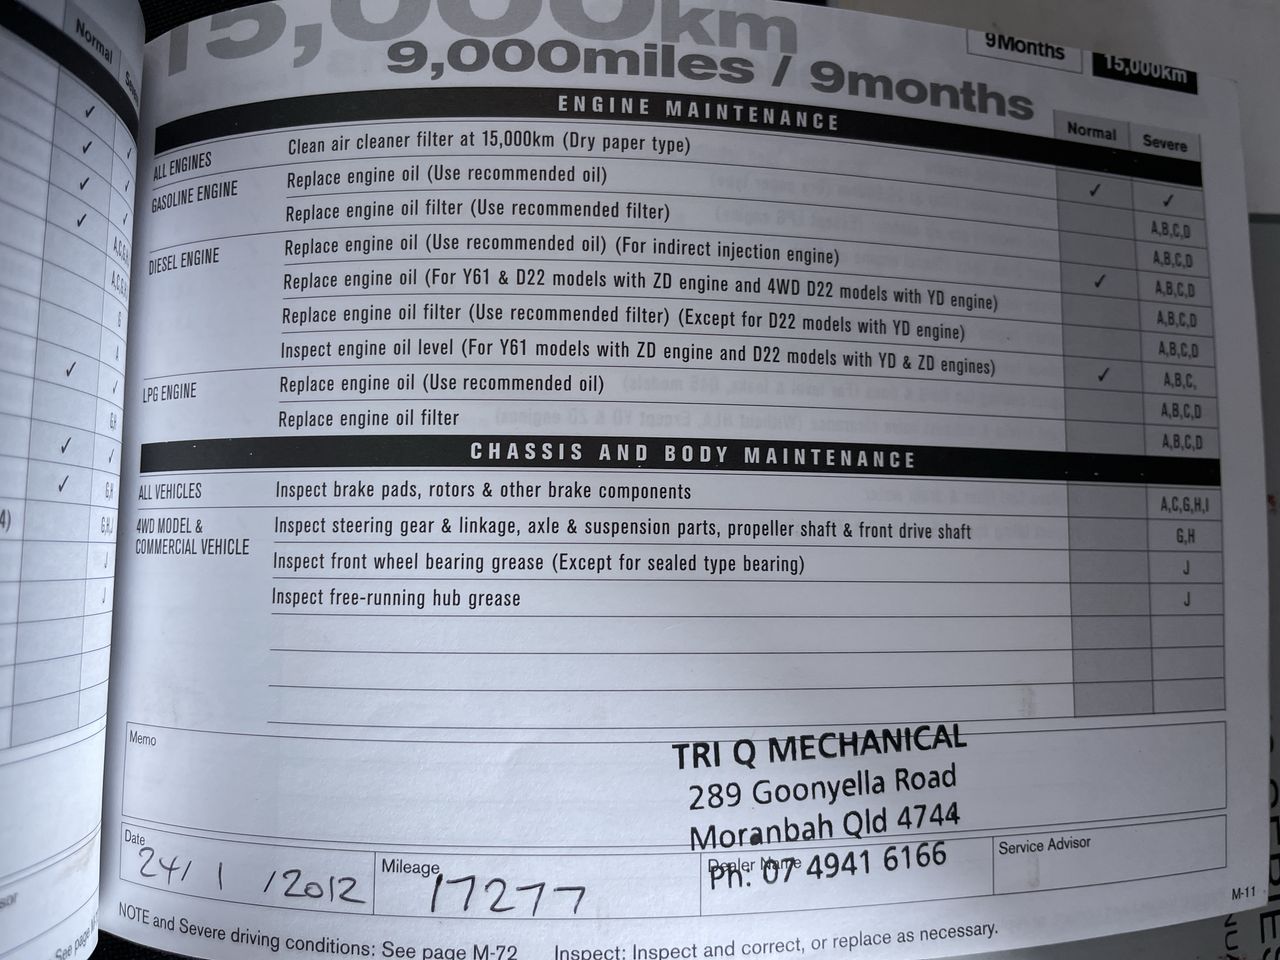 Normal
Severe
✓
✓
✓
✓
✓
✓
✓
✓
✓
G
A
✓
✓
✓
✓
✓
J
J
4)
15,000km
9,000miles / 9months
9Months
15,000km
ENGINE MAINTENANCE
Normal Severe
ALL ENGINES Clean air cleaner filter at 15,000km (Dry paper type) ✓ ✓
GASOLINE ENGINE Replace engine oil (Use recommended oil) A,B,C,D
Replace engine oil filter (Use recommended filter) A,B,C,D
DIESEL ENGINE Replace engine oil (Use recommended oil) (For indirect injection engine) ✓ A,B,C,D
Replace engine oil (For Y61 & D22 models with ZD engine and 4WD D22 models with YD engine) A,B,C,D
Replace engine oil filter (Use recommended filter) (Except for D22 models with YD engine) A,B,C,D
Inspect engine oil level (For Y61 models with ZD engine and D22 models with YD & ZD engines) ✓ A,B,C,
LPG ENGINE Replace engine oil (Use recommended oil) A,B,C,D
Replace engine oil filter A,B,C,D
CHASSIS AND BODY MAINTENANCE
ALL VEHICLES Inspect brake pads, rotors & other brake components A,C,G,H,I
4WD MODEL & COMMERCIAL VEHICLE Inspect steering gear & linkage, axle & suspension parts, propeller shaft & front drive shaft G,H
Inspect front wheel bearing grease (Except for sealed type bearing) J
Inspect free-running hub grease J
Memo
TRI Q MECHANICAL
289 Goonyella Road
Moranbah Qld 4744
Ph: 07 4941 6166
Date
24/ 1 /2012
Mileage
17277
Dealer Name
Service Advisor
M-11
NOTE and Severe driving conditions: See page M-72 Inspect: Inspect and correct, or replace as necessary.
See page